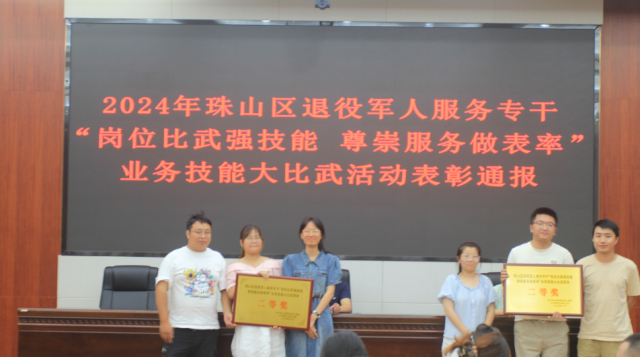 2024年珠山区退役军人服务专干
“岗位比武强技能 尊崇服务做表率”
业务技能大比武活动表彰通报
二等奖
二等奖